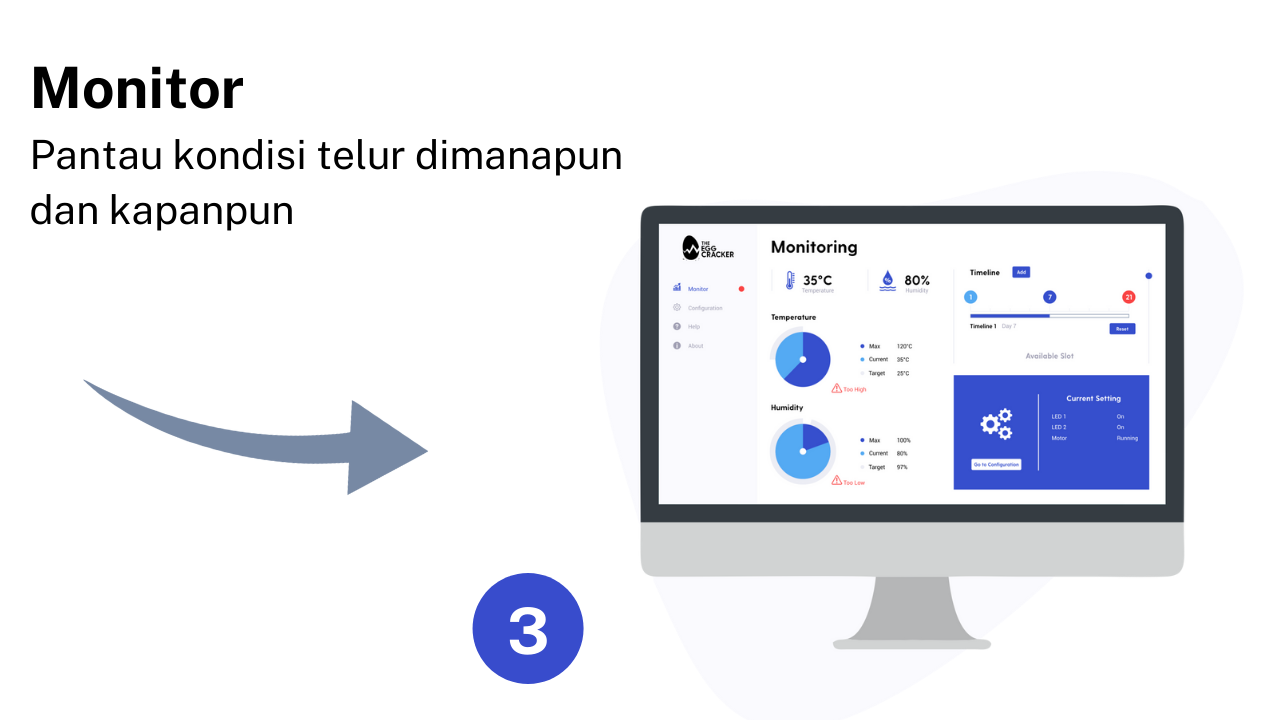 Monitor
Pantau kondisi telur dimanapun
dan kapanpun
THE
EGG
CRACKER
Monitor
Configuration
Help
About
Monitoring
35°C
Temperature
%
80%
Humidity
Temperature
Max 120°C
Current 35°C
Target 25°C
Too High
Humidity
Max 100%
Current 80%
Target 97%
Too Low
Timeline Add
1 7 21
Timeline 1 Day 7
Reset
Available Slot
Current Setting
LED 1 On
LED 2 On
Motor Running
Go to Configuration
3